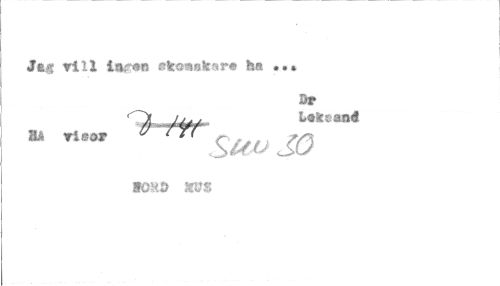 Jag vill ingen skomakare ha ...
Dr
Leksand
HA visor D 141
SMV 30
NORD MUS